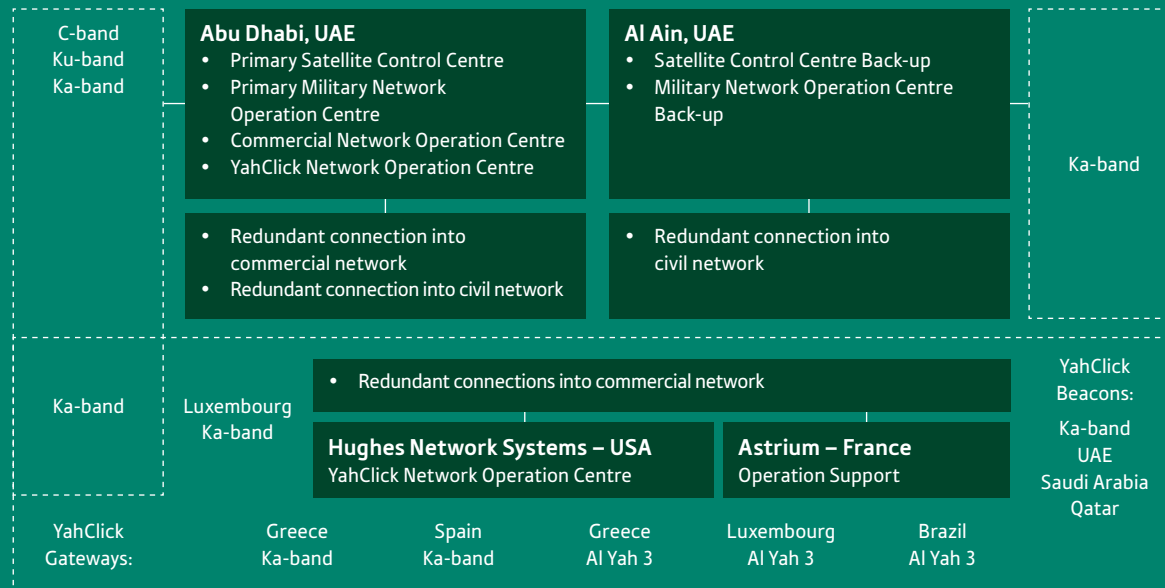 C-band
Ku-band
Ka-band
Abu Dhabi, UAE
• Primary Satellite Control Centre
• Primary Military Network
Operation Centre
• Commercial Network Operation Centre
• YahClick Network Operation Centre
Al Ain, UAE
• Satellite Control Centre Back-up
• Military Network Operation Centre
Back-up
Ka-band
• Redundant connection into
commercial network
• Redundant connection into civil network
• Redundant connection into
civil network
Ka-band
Luxembourg
Ka-band
• Redundant connections into commercial network
Hughes Network Systems – USA
YahClick Network Operation Centre
Astrium – France
Operation Support
YahClick
Beacons:
Ka-band
UAE
Saudi Arabia
Qatar
YahClick
Gateways:
Greece
Ka-band
Spain
Ka-band
Greece
Al Yah 3
Luxembourg
Al Yah 3
Brazil
Al Yah 3